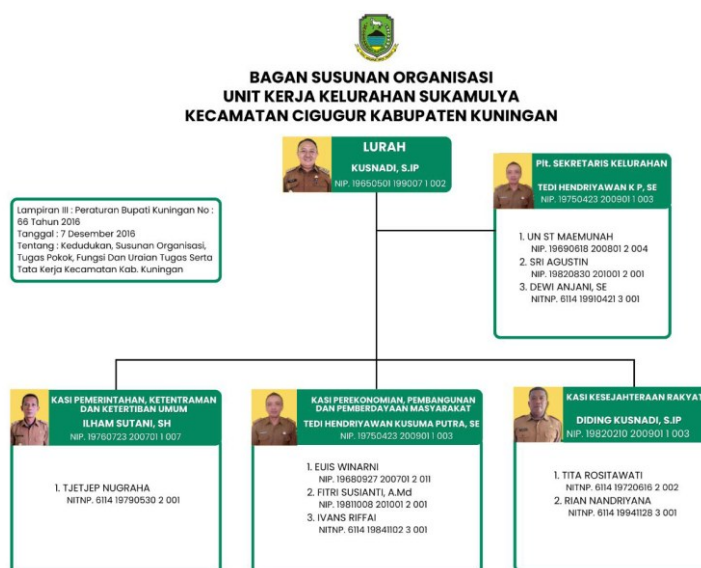 BAGAN SUSUNAN ORGANISASI
UNIT KERJA KELURAHAN SUKAMULYA
KECAMATAN CIGUGUR KABUPATEN KUNINGAN
LURAH
KUSNADI, S.IP
NIP. 19650501 199007 1 002
Plt. SEKRETARIS KELURAHAN
TEDI HENDRIYAWAN K P, SE
NIP. 19750423 200901 1 003
1. UN ST MAEMUNAH
NIP. 19690618 200801 2 004
2. SRI AGUSTIN
NIP. 19820830 201001 2 001
3. DEWI ANJANI, SE
NITNP. 6114 19910421 3 001
Lampiran III : Peraturan Bupati Kuningan No :
66 Tahun 2016
Tanggal : 7 Desember 2016
Tentang : Kedudukan, Susunan Organisasi,
Tugas Pokok, Fungsi Dan Uraian Tugas Serta
Tata Kerja Kecamatan Kab. Kuningan
KASI PEMERINTAHAN, KETENTRAMAN
DAN KETERTIBAN UMUM
ILHAM SUTANI, SH
NIP. 19760723 200701 1 007
1. TJETJEP NUGRAHA
NITNP. 6114 19790530 2 001
KASI PEREKONOMIAN, PEMBANGUNAN
DAN PEMBERDAYAAN MASYARAKAT
TEDI HENDRIYAWAN KUSUMA PUTRA, SE
NIP. 19750423 200901 1 003
1. EUIS WINARNI
NIP. 19680927 200701 2 011
2. FITRI SUSIANTI, A.Md
NIP. 19811008 201001 2 001
3. IVANS RIFFAI
NITNP. 6114 19841102 3 001
KASI KESEJAHTERAAN RAKYAT
DIDING KUSNADI, S.IP
NIP. 19820210 200901 1 003
1. TITA ROSITAWATI
NITNP. 6114 19720616 2 002
2. RIAN NANDRIYANA
NITNP. 6114 19941128 3 001